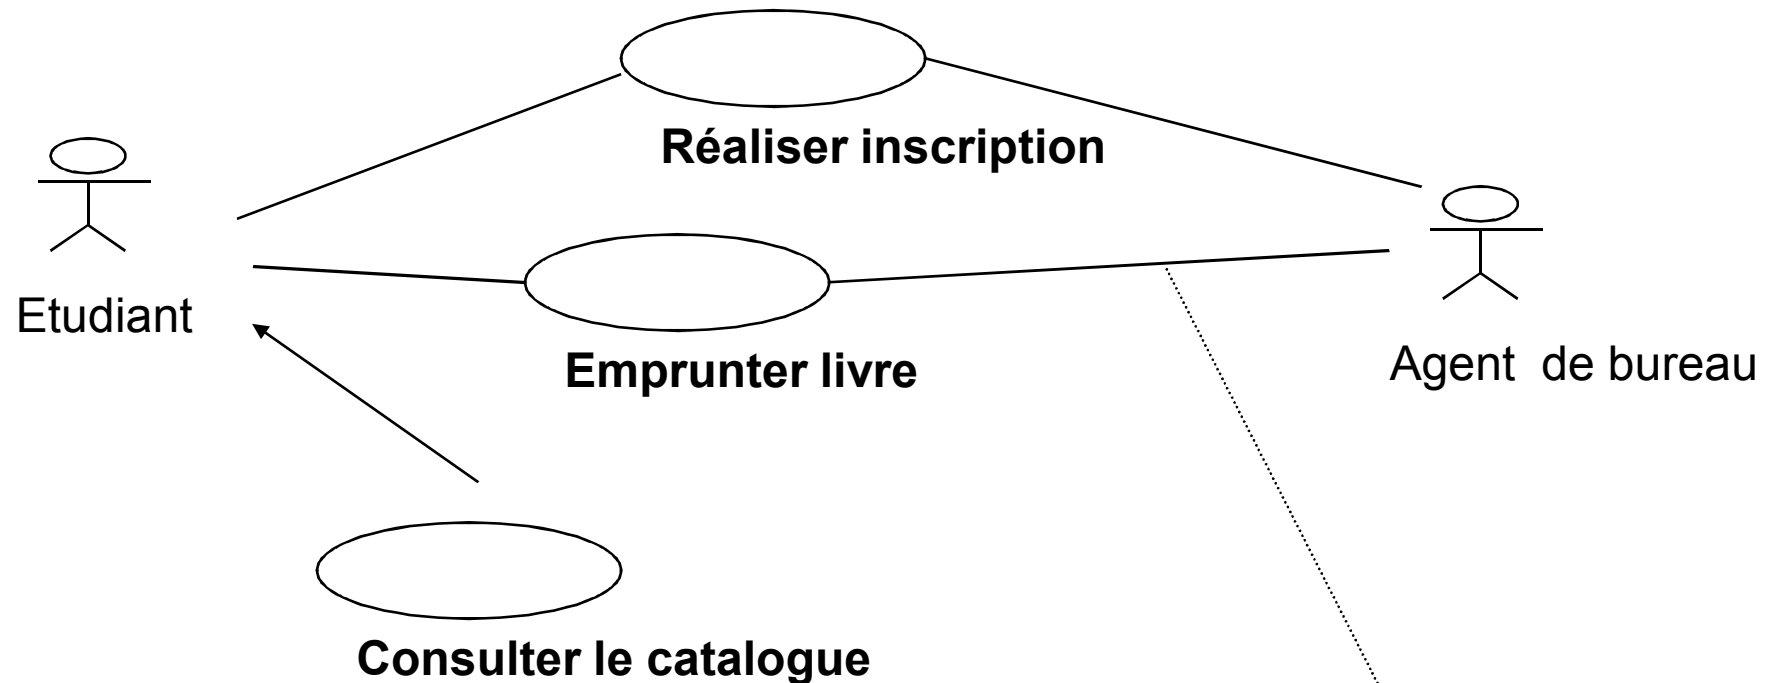 Réaliser inscription
Etudiant
Emprunter livre
Agent de bureau
Consulter le catalogue